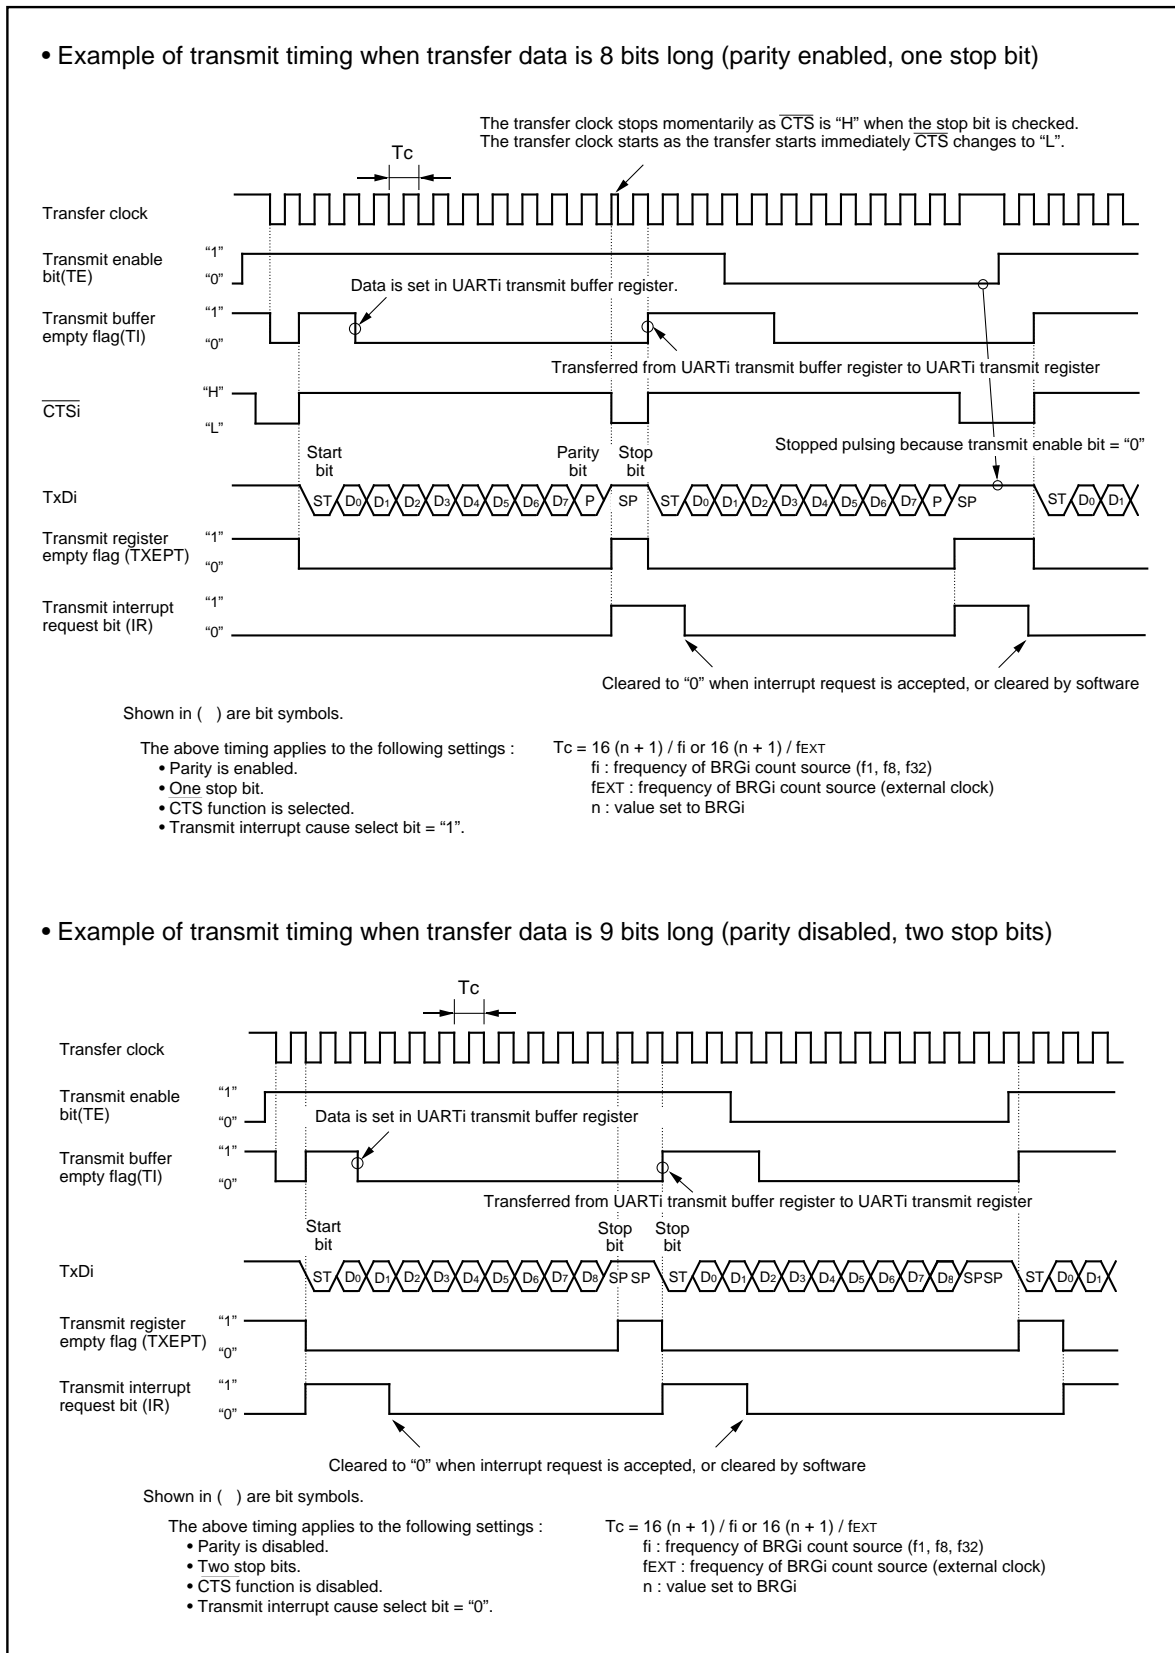 • Example of transmit timing when transfer data is 8 bits long (parity enabled, one stop bit)
The transfer clock stops momentarily as CTS is “H” when the stop bit is checked.
The transfer clock starts as the transfer starts immediately CTS changes to “L”.
Tc
Transfer clock
Transmit enable
bit(TE)
“1”
“0”
Data is set in UARTi transmit buffer register.
Transmit buffer
empty flag(TI)
“1”
“0”
Transferred from UARTi transmit buffer register to UARTi transmit register
CTSi
“H”
“L”
Stopped pulsing because transmit enable bit = “0”
Start
bit
Parity
bit
Stop
bit
TxDi
ST D0 D1 D2 D3 D4 D5 D6 D7 P SP ST D0 D1 D2 D3 D4 D5 D6 D7 P SP ST D0 D1
Transmit register
empty flag (TXEPT)
“1”
“0”
Transmit interrupt
request bit (IR)
“1”
“0”
Cleared to “0” when interrupt request is accepted, or cleared by software
Shown in ( ) are bit symbols.
The above timing applies to the following settings :
• Parity is enabled.
• One stop bit.
• CTS function is selected.
• Transmit interrupt cause select bit = “1”.
Tc = 16 (n + 1) / fi or 16 (n + 1) / fEXT
fi : frequency of BRGi count source (f1, f8, f32)
fEXT : frequency of BRGi count source (external clock)
n : value set to BRGi
• Example of transmit timing when transfer data is 9 bits long (parity disabled, two stop bits)
Tc
Transfer clock
Transmit enable
bit(TE)
“1”
“0”
Data is set in UARTi transmit buffer register
Transmit buffer
empty flag(TI)
“1”
“0”
Transferred from UARTi transmit buffer register to UARTi transmit register
Start
bit
Stop
bit
Stop
bit
TxDi
ST D0 D1 D2 D3 D4 D5 D6 D7 D8 SP SP ST D0 D1 D2 D3 D4 D5 D6 D7 D8 SPSP ST D0 D1
Transmit register
empty flag (TXEPT)
“1”
“0”
Transmit interrupt
request bit (IR)
“1”
“0”
Cleared to “0” when interrupt request is accepted, or cleared by software
Shown in ( ) are bit symbols.
The above timing applies to the following settings :
• Parity is disabled.
• Two stop bits.
• CTS function is disabled.
• Transmit interrupt cause select bit = “0”.
Tc = 16 (n + 1) / fi or 16 (n + 1) / fEXT
fi : frequency of BRGi count source (f1, f8, f32)
fEXT : frequency of BRGi count source (external clock)
n : value set to BRGi